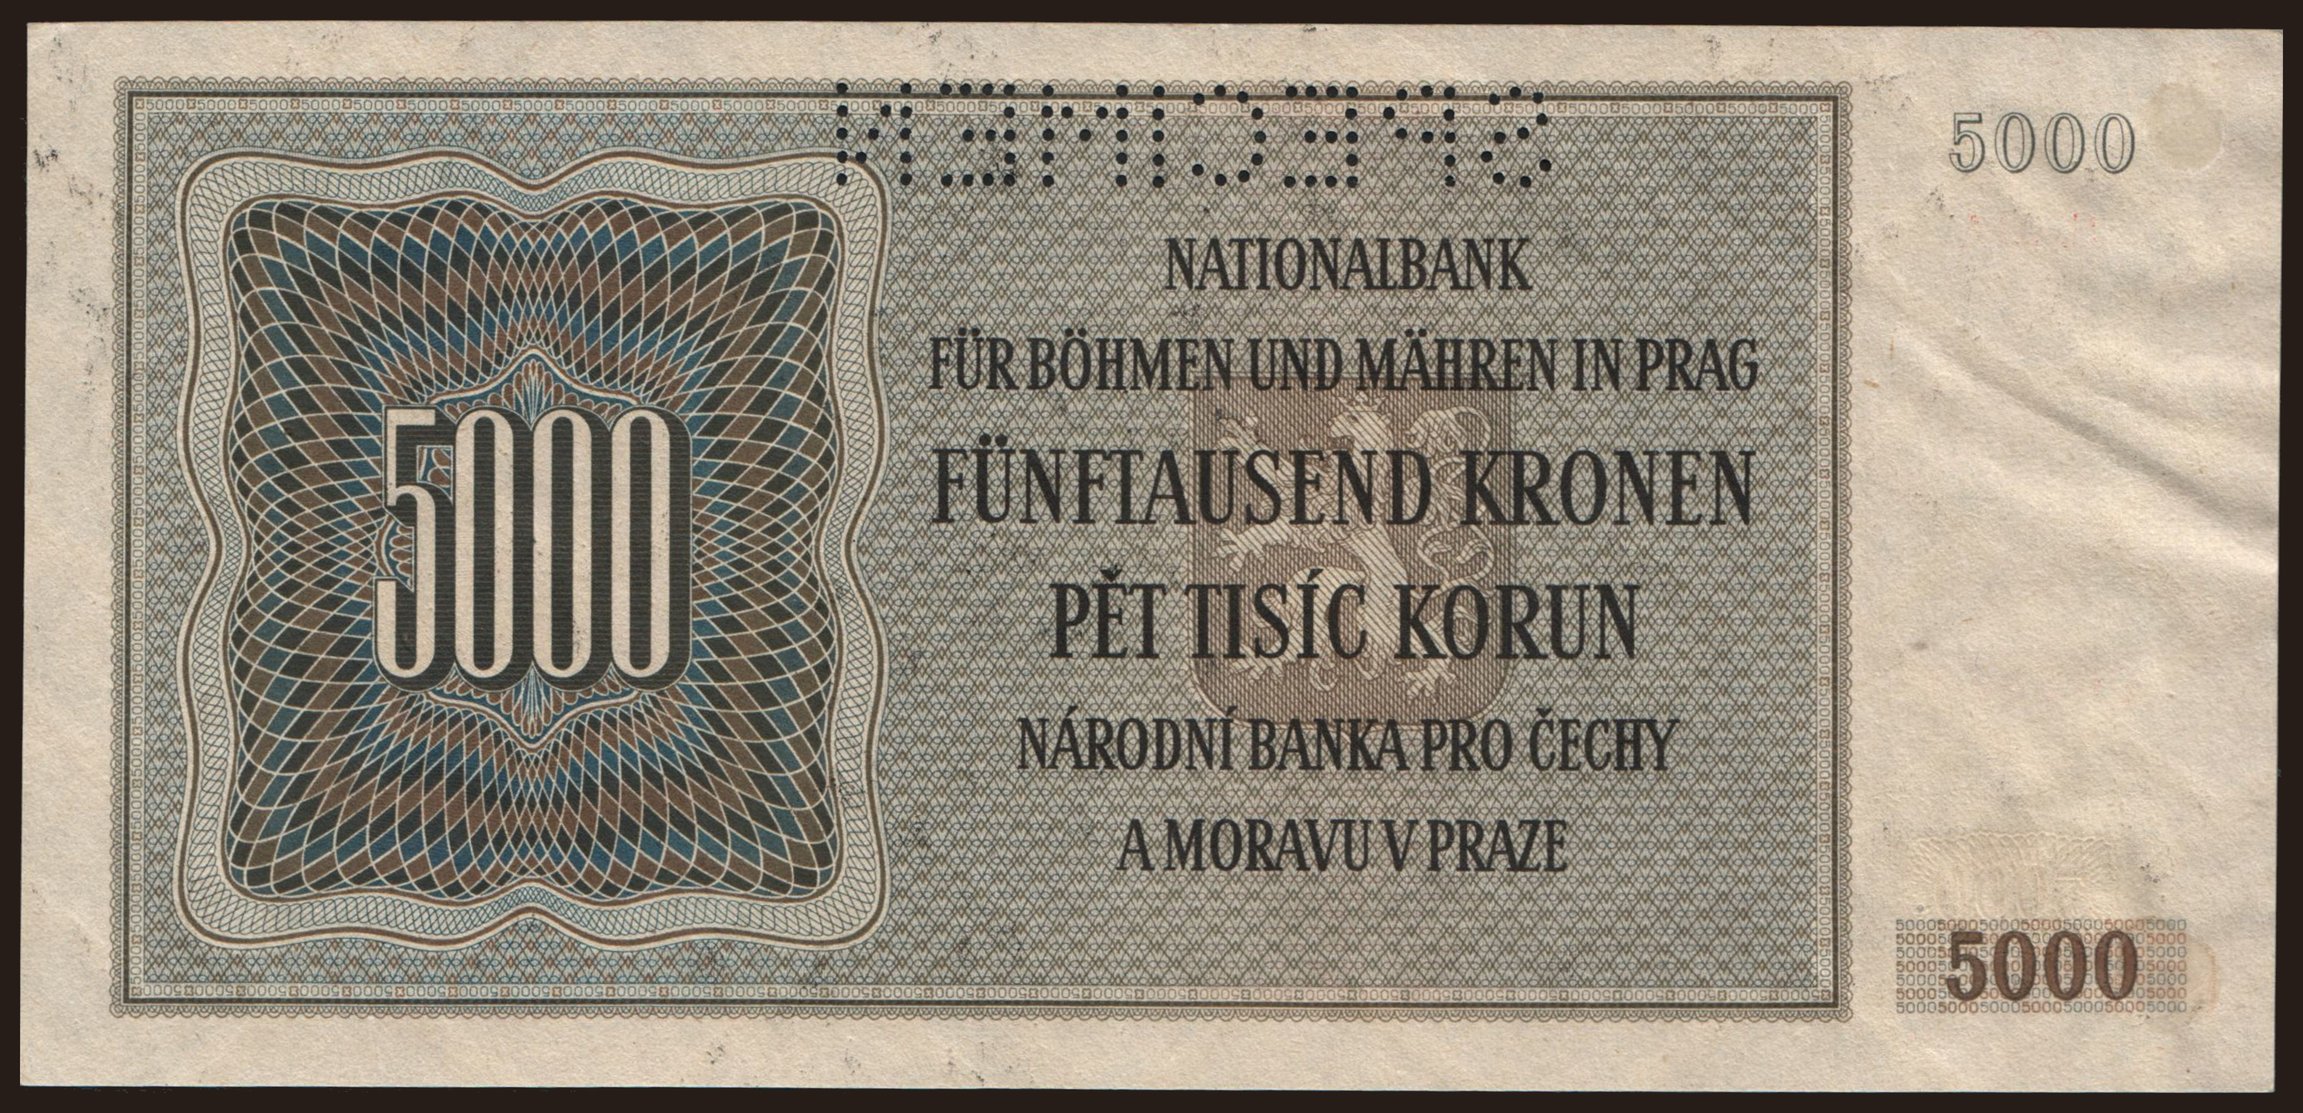 SPECIMEN
5000
NATIONALBANK
FÜR BÖHMEN UND MÄHREN IN PRAG
FÜNFTAUSEND KRONEN
5000
PĚT TISÍC KORUN
NÁRODNÍ BANKA PRO ČECHY
A MORAVU V PRAZE
5000